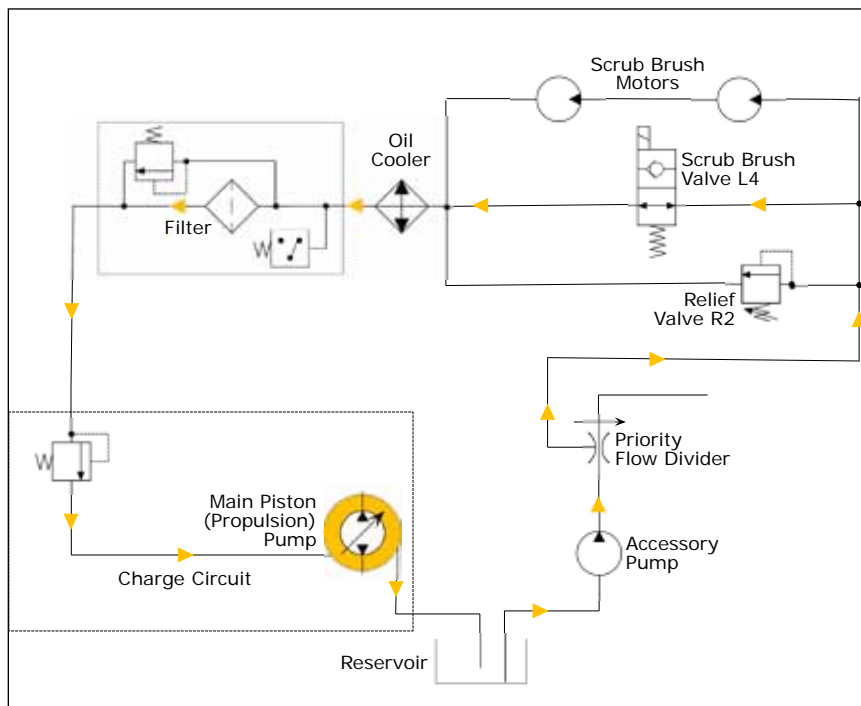 Scrub Brush
Motors
Oil
Cooler
Scrub Brush
Valve L4
Filter
Relief
Valve R2
Priority
Flow Divider
Main Piston
(Propulsion)
Pump
Accessory
Pump
Charge Circuit
Reservoir